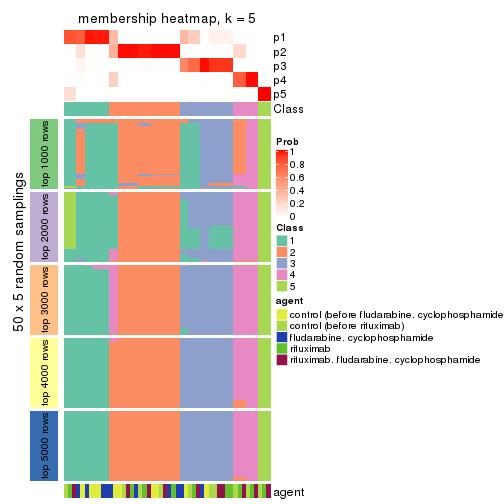 membership heatmap, k = 5
p1
p2
p3
p4
p5
Class
50 x 5 random samplings
top 1000 rows
top 2000 rows
top 3000 rows
top 4000 rows
top 5000 rows
agent
Prob
1
0.8
0.6
0.4
0.2
0
Class
1
2
3
4
5
agent
control (before fludarabine. cyclophosphamide
control (before rituximab)
fludarabine. cyclophosphamide
rituximab
rituximab. fludarabine. cyclophosphamide